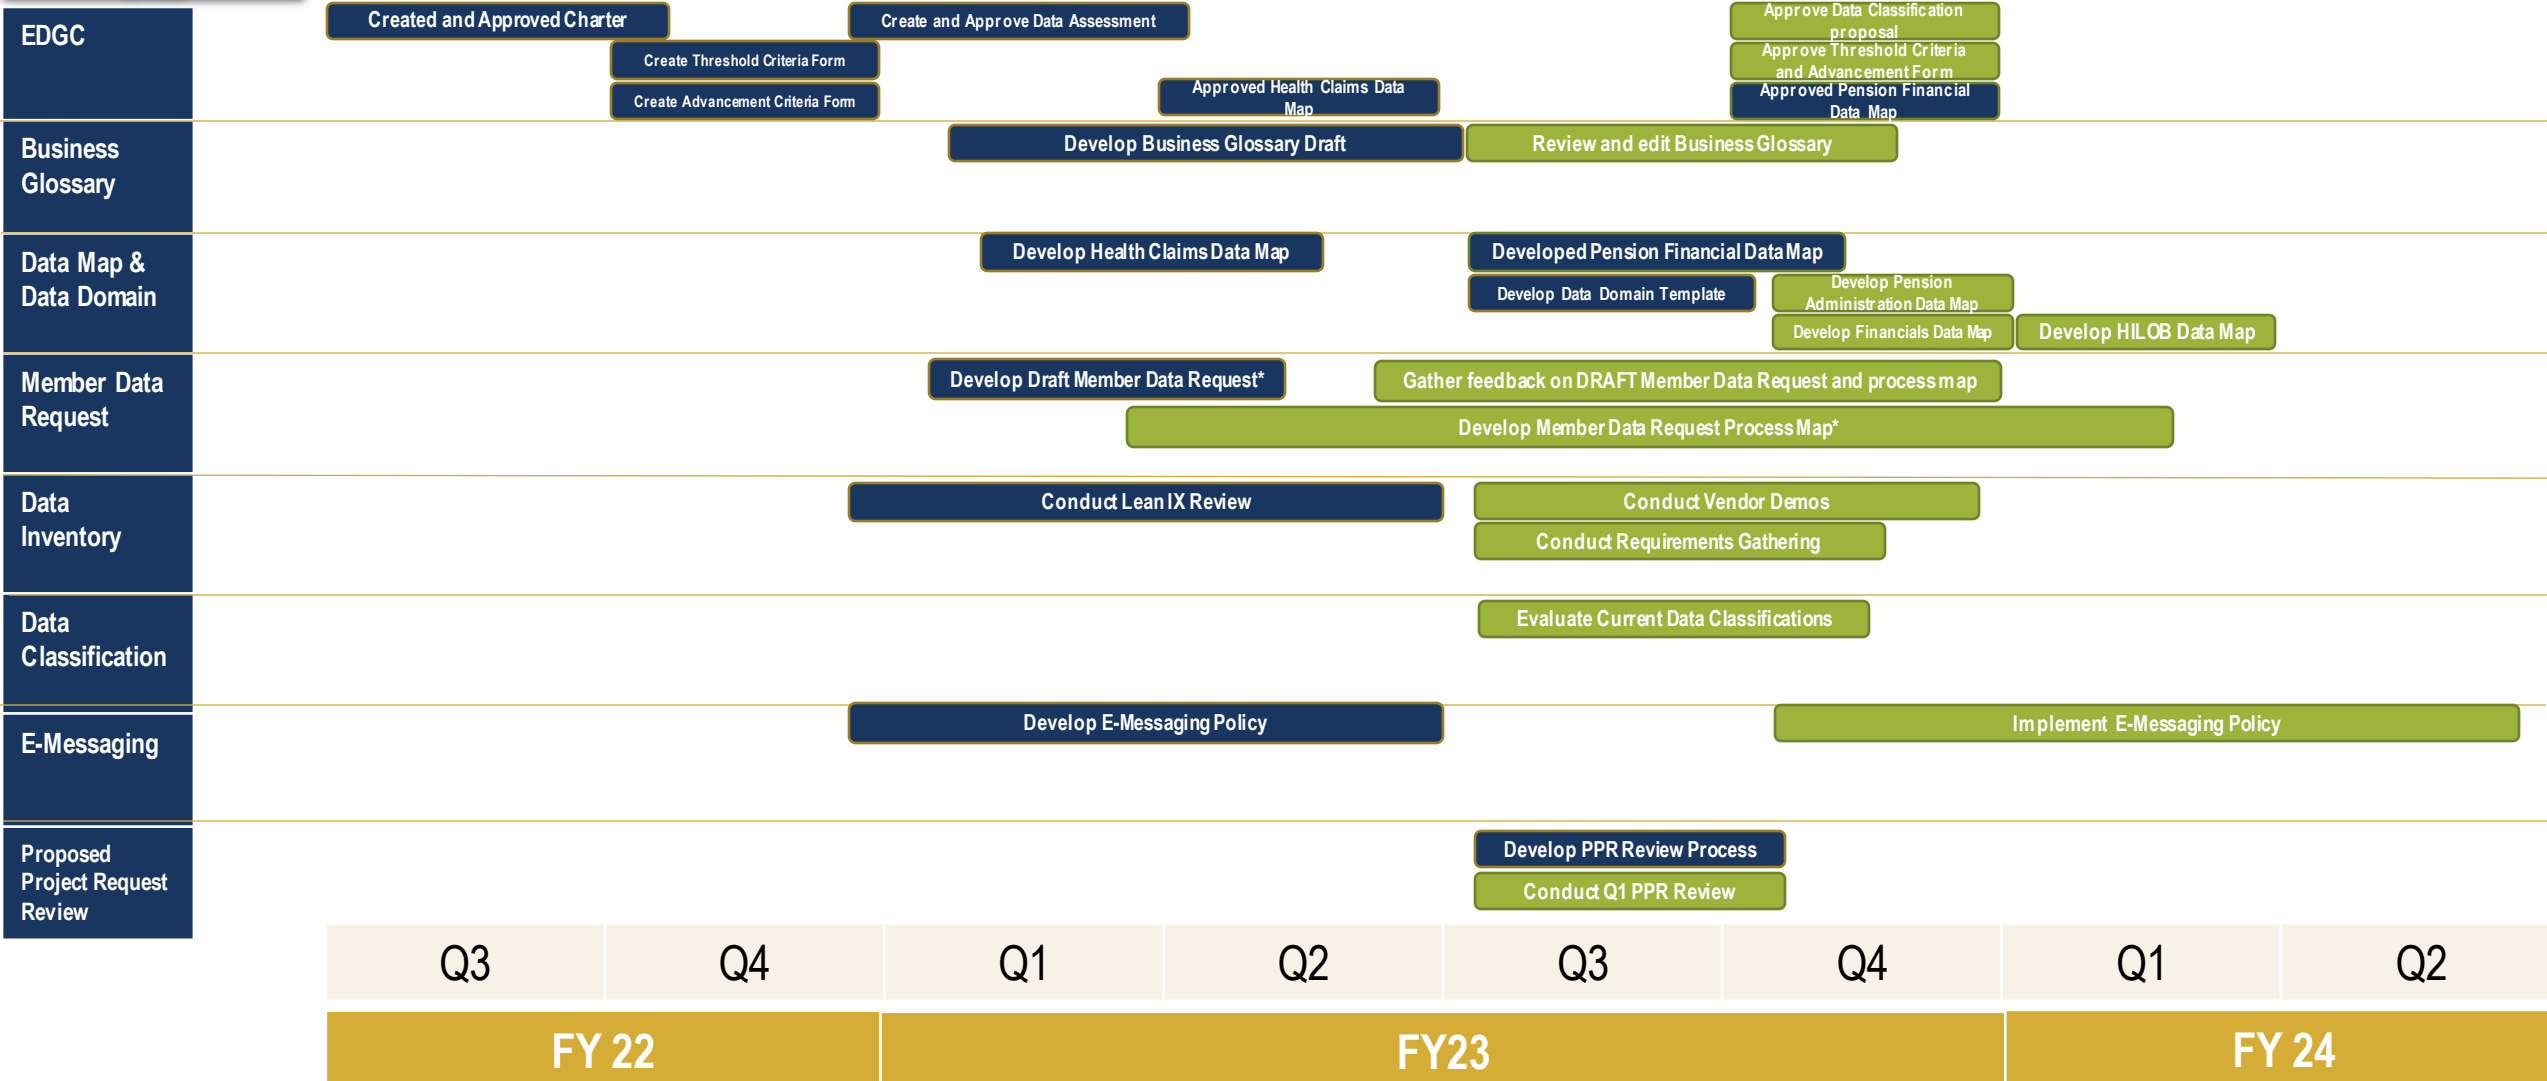 EDGC
Created and Approved Charter
Create and Approve Data Assessment
Approve Data Classification
proposal
Create Threshold Criteria Form
Approve Threshold Criteria
and Advancement Form
Create Advancement Criteria Form
Approved Health Claims Data
Map
Approved Pension Financial
Data Map
Business
Glossary
Develop Business Glossary Draft
Review and edit Business Glossary
Data Map &
Data Domain
Develop Health Claims Data Map
Developed Pension Financial Data Map
Develop Data Domain Template
Develop Pension
Administration Data Map
Develop Financials Data Map
Develop HILOB Data Map
Member Data
Request
Develop Draft Member Data Request*
Gather feedback on DRAFT Member Data Request and process map
Develop Member Data Request Process Map*
Data
Inventory
Conduct Lean IX Review
Conduct Vendor Demos
Conduct Requirements Gathering
Data
Classification
Evaluate Current Data Classifications
E-Messaging
Develop E-Messaging Policy
Implement E-Messaging Policy
Proposed
Project Request
Review
Develop PPR Review Process
Conduct Q1 PPR Review
Q3
Q4
Q1
Q2
Q3
Q4
Q1
Q2
FY 22
FY23
FY 24